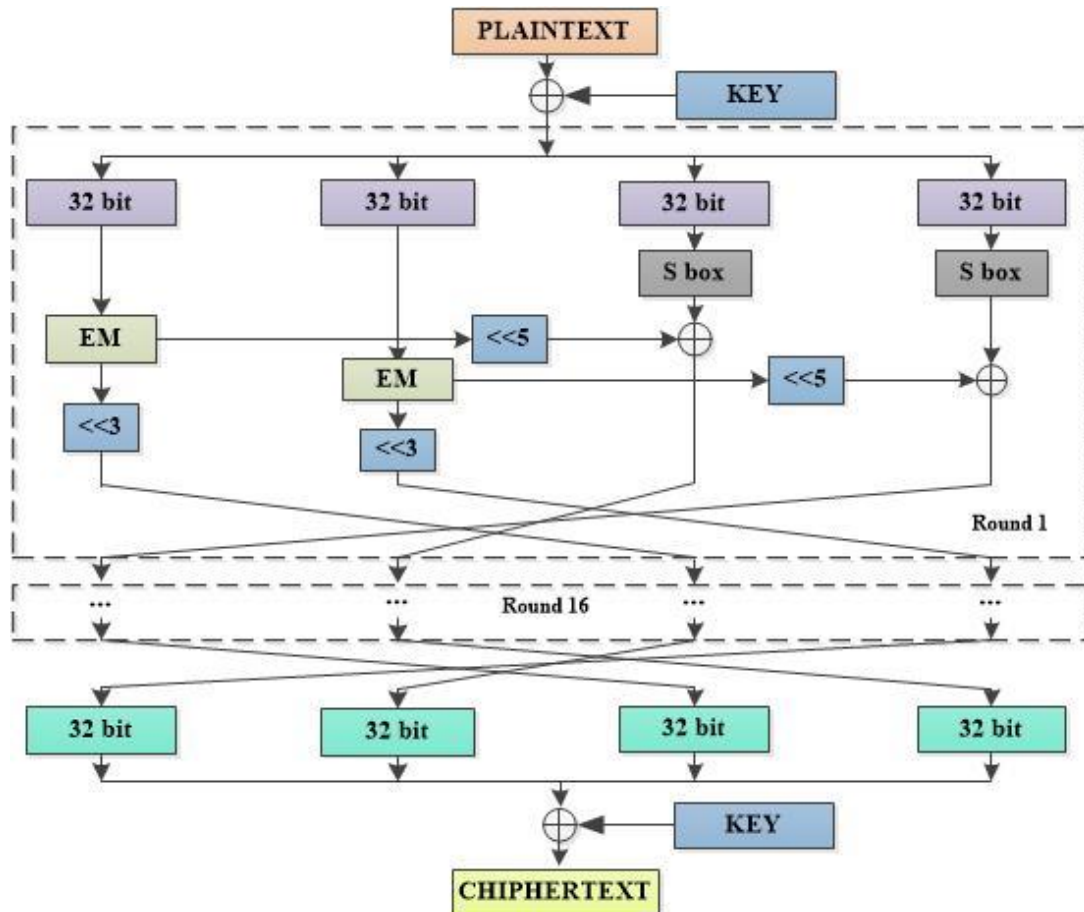 PLAINTEXT
KEY
32 bit
32 bit
32 bit
32 bit
S box
S box
EM
<<5
EM
<<5
<<3
<<3
Round 1
...
...
Round 16
...
...
32 bit
32 bit
32 bit
32 bit
KEY
CHIPHERTEXT